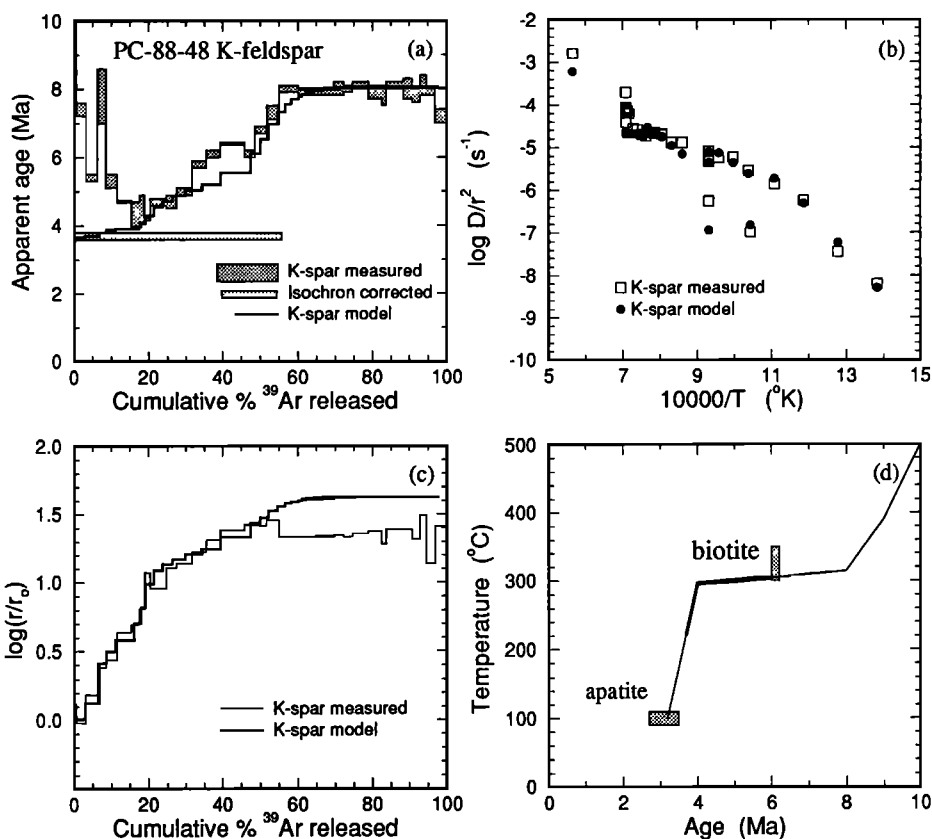 PC-88-48 K-feldspar
(a)
Apparent age (Ma)
10
8
6
4
2
0
K-spar measured
Isochron corrected
K-spar model
0 20 40 60 80 100
Cumulative % ³⁹Ar released
(b)
log D/r² (s⁻¹)
-2
-3
-4
-5
-6
-7
-8
-9
-10
K-spar measured
K-spar model
5 7 9 11 13 15
10000/T (°K)
(c)
log(r/r₀)
2.0
1.5
1.0
0.5
0.0
K-spar measured
K-spar model
0 20 40 60 80 100
Cumulative % ³⁹Ar released
(d)
Temperature (°C)
500
400
300
200
100
0
biotite
apatite
0 2 4 6 8 10
Age (Ma)